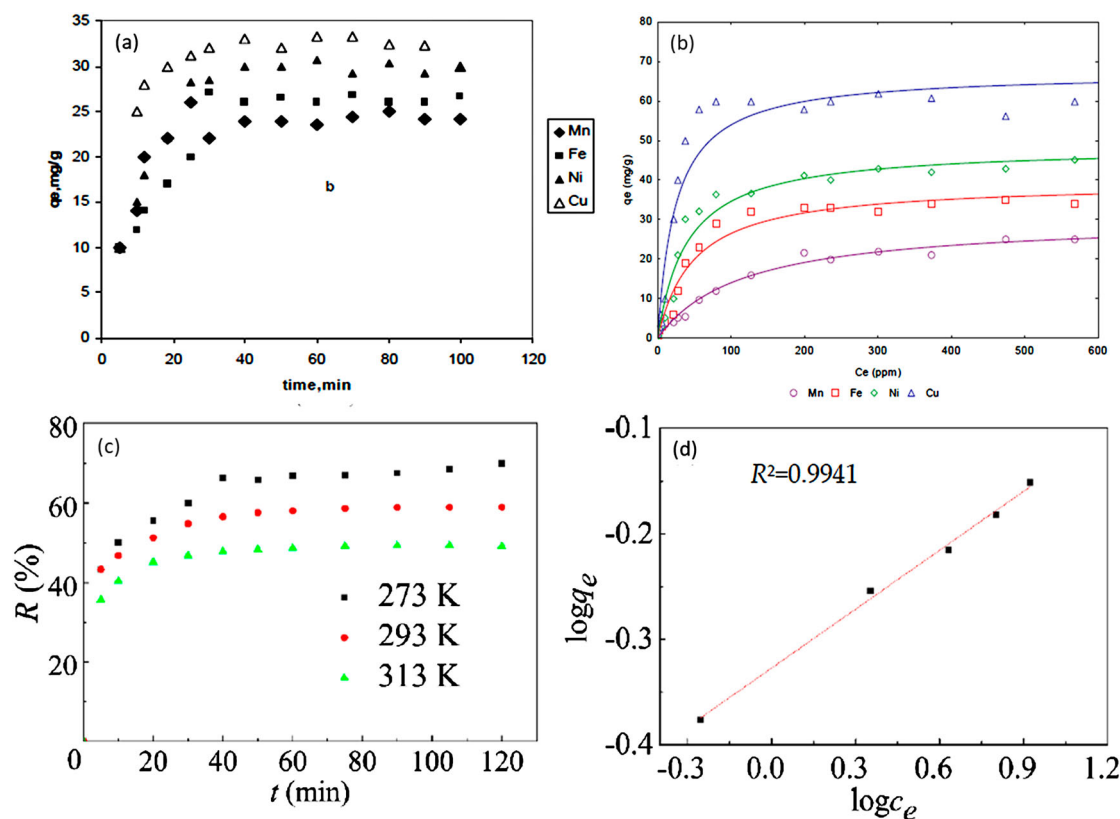 (a)
35
30
25
20
15
10
5
0
qe,mg/g
b
0 20 40 60 80 100 120
time,min
Mn
Fe
Ni
Cu
(b)
80
70
60
50
40
30
20
10
0
qe (mg/g)
0 100 200 300 400 500 600
Ce (ppm)
Mn Fe Ni Cu
(c)
80
60
40
20
R (%)
273 K
293 K
313 K
0 20 40 60 80 100 120
t (min)
(d)
R²=0.9941
-0.1
-0.2
-0.3
-0.4
logqe
-0.3 0.0 0.3 0.6 0.9 1.2
logce